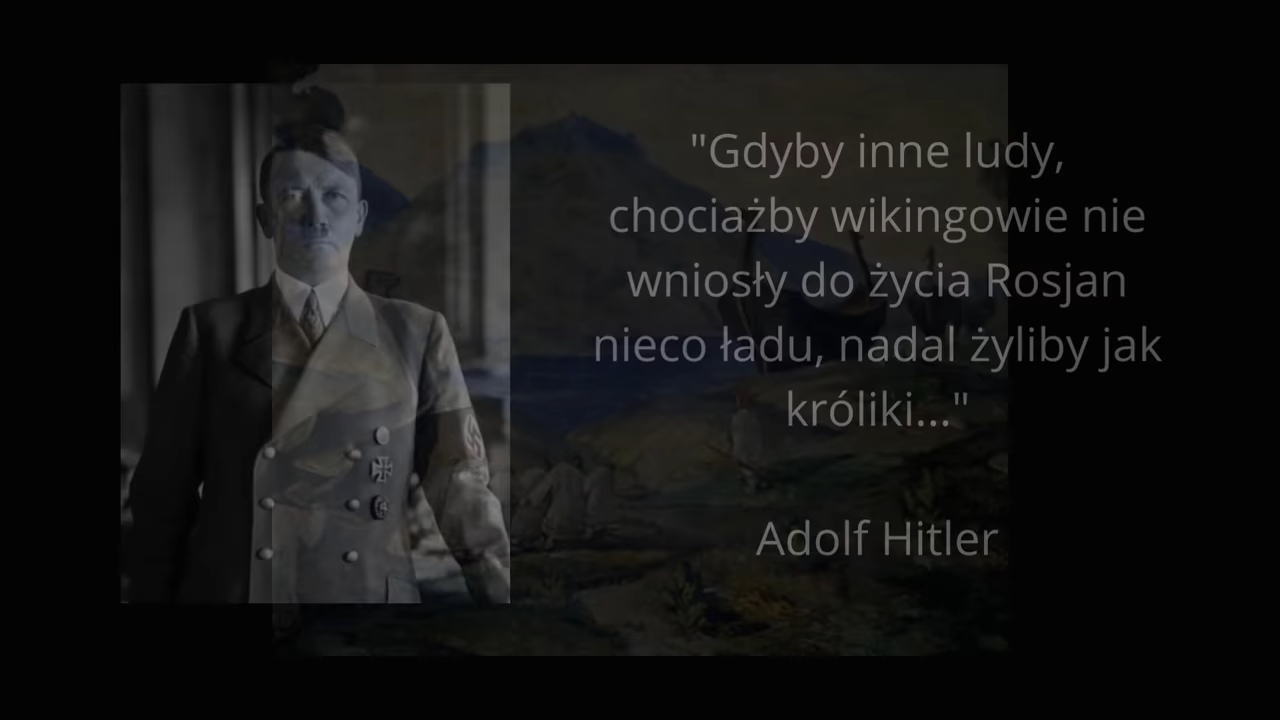 "Gdyby inne ludy,
chociażby wikingowie nie
wniosły do życia Rosjan
nieco ładu, nadal żyliby jak
króliki..."
Adolf Hitler